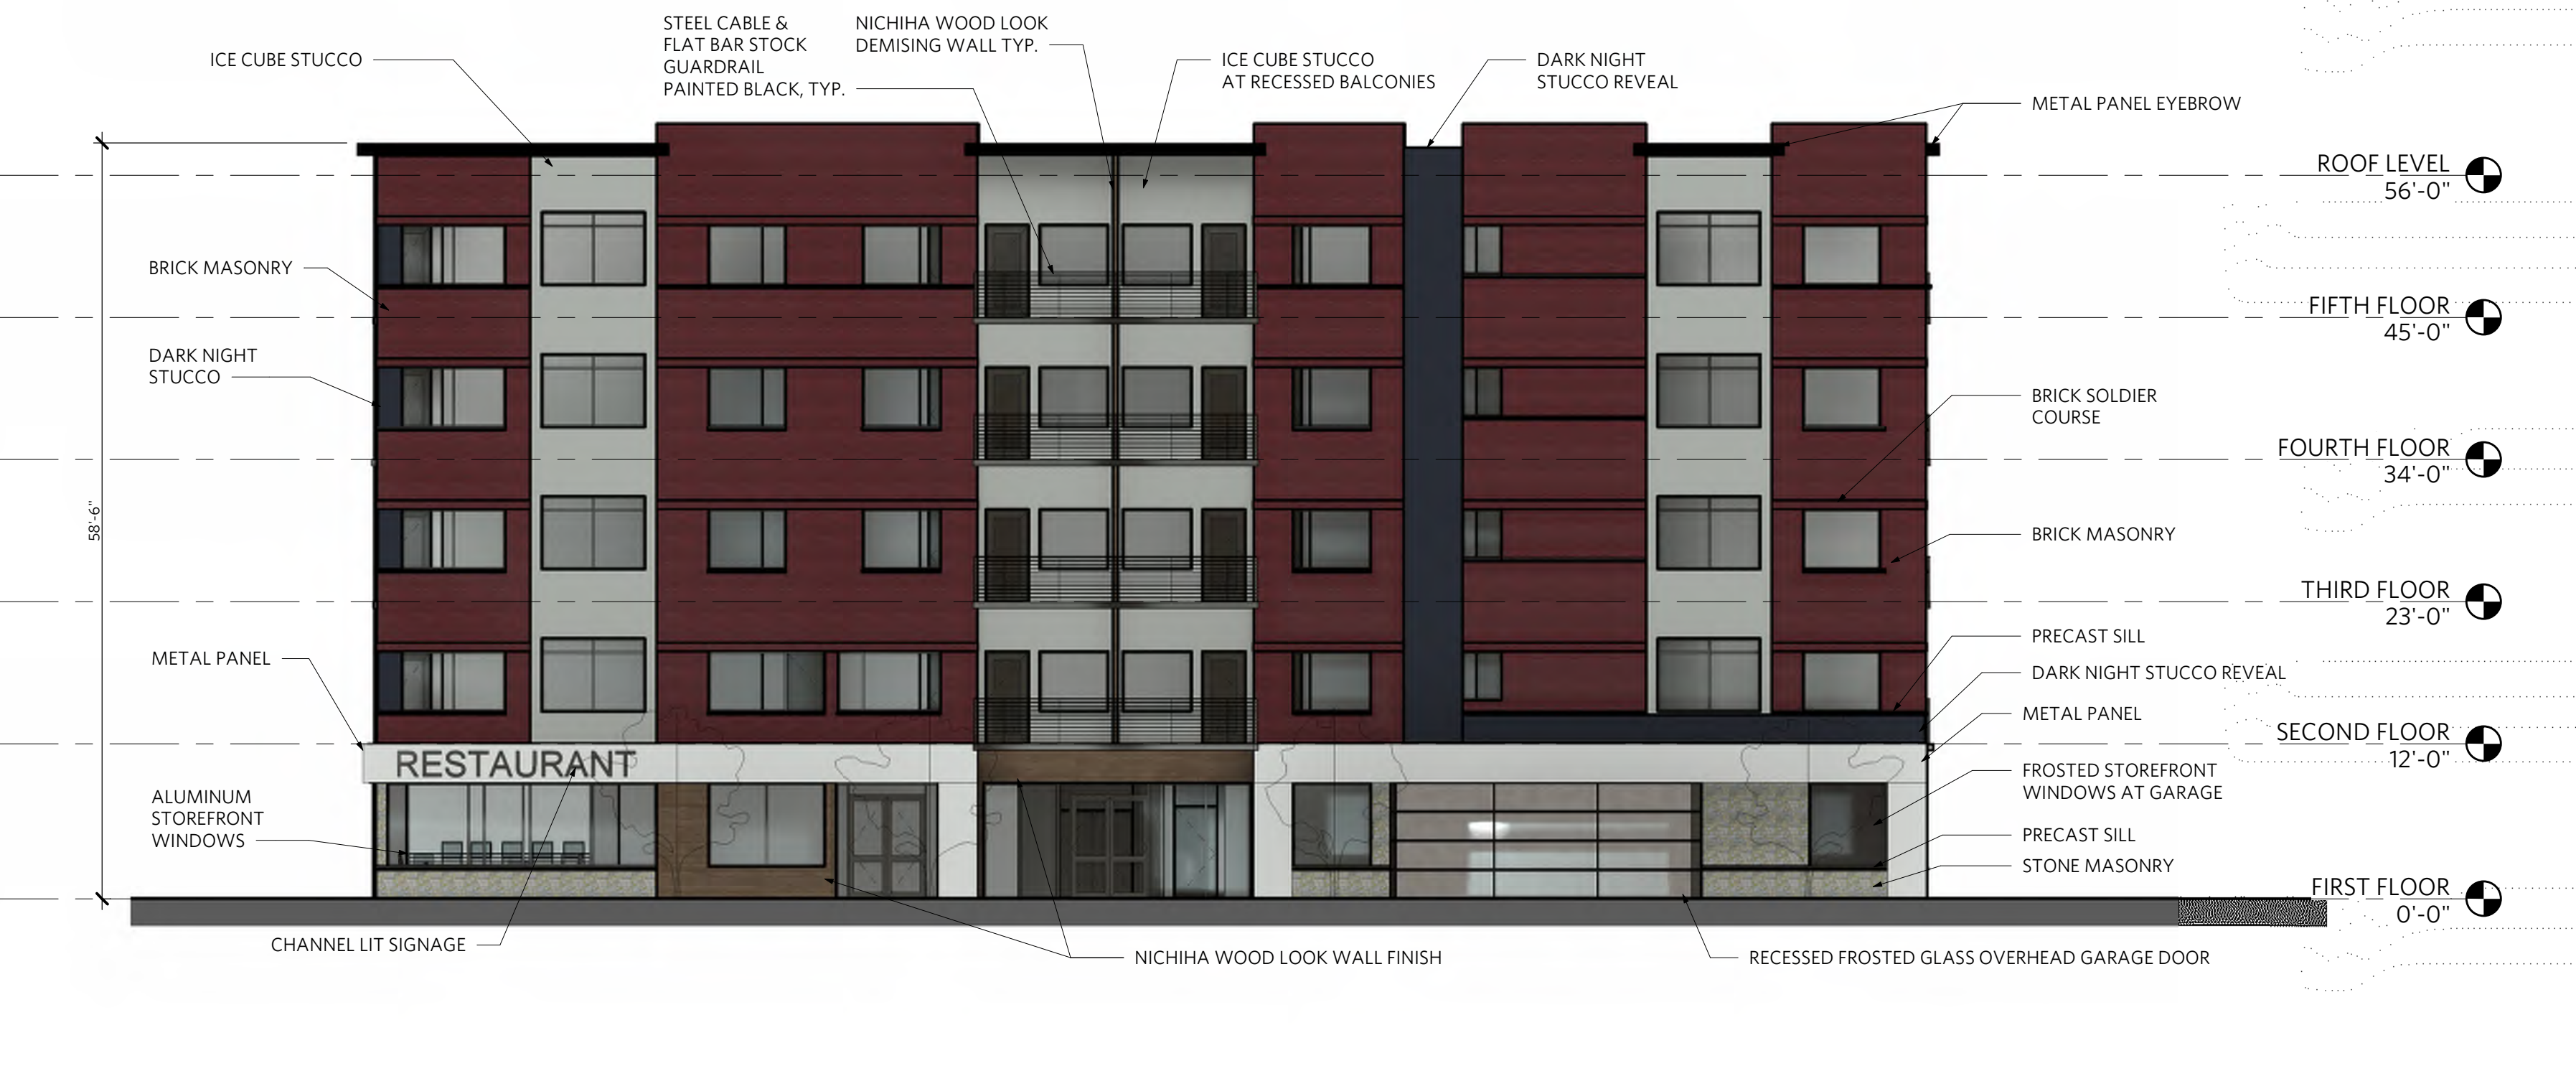 STEEL CABLE &
FLAT BAR STOCK
GUARDRAIL
PAINTED BLACK, TYP.
NICHIHA WOOD LOOK
DEMISING WALL TYP.
ICE CUBE STUCCO
ICE CUBE STUCCO
AT RECESSED BALCONIES
DARK NIGHT
STUCCO REVEAL
METAL PANEL EYEBROW
ROOF LEVEL
56'-0"
BRICK MASONRY
FIFTH FLOOR
45'-0"
DARK NIGHT
STUCCO
BRICK SOLDIER
COURSE
FOURTH FLOOR
34'-0"
58'-6"
BRICK MASONRY
THIRD FLOOR
23'-0"
METAL PANEL
PRECAST SILL
DARK NIGHT STUCCO REVEAL
METAL PANEL
SECOND FLOOR
12'-0"
RESTAURANT
ALUMINUM
STOREFRONT
WINDOWS
FROSTED STOREFRONT
WINDOWS AT GARAGE
PRECAST SILL
STONE MASONRY
FIRST FLOOR
0'-0"
CHANNEL LIT SIGNAGE
NICHIHA WOOD LOOK WALL FINISH
RECESSED FROSTED GLASS OVERHEAD GARAGE DOOR